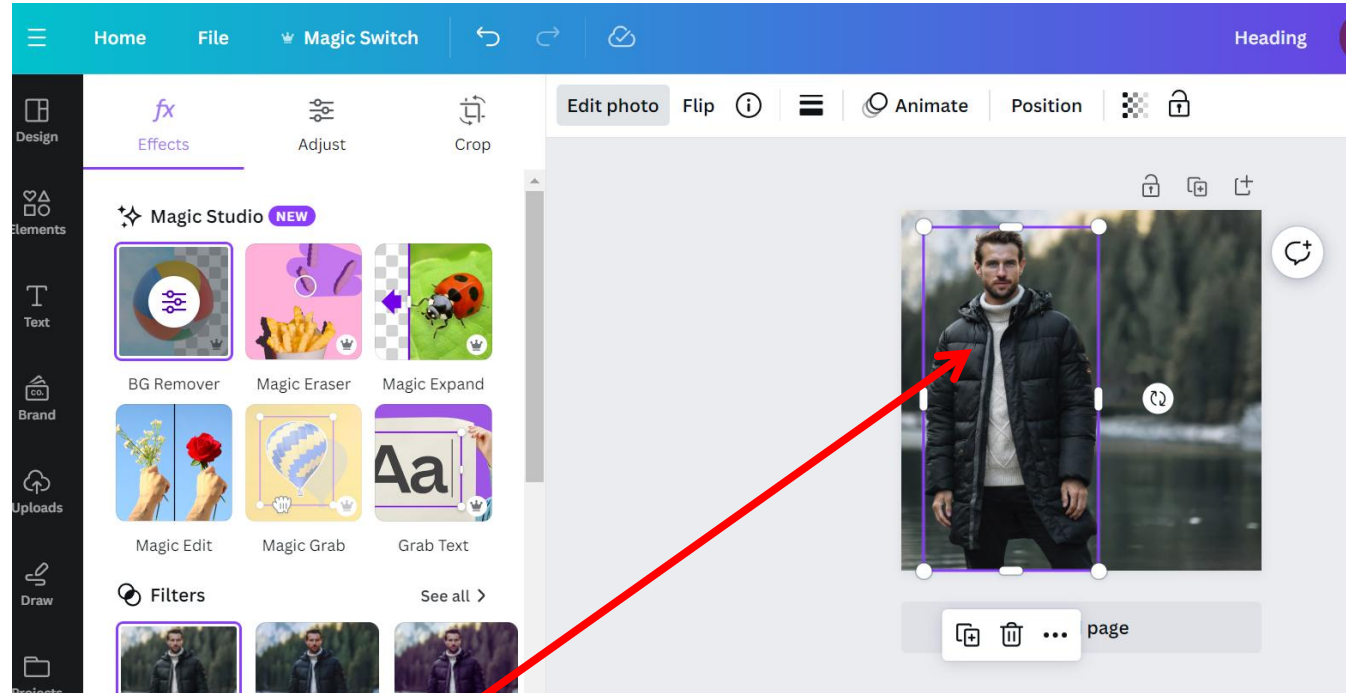 Home File Magic Switch Heading
Design
Elements
Text
Brand
Uploads
Draw
Projects
fx
Effects Adjust Crop
Magic Studio NEW
BG Remover Magic Eraser Magic Expand
Aa
Magic Edit Magic Grab Grab Text
Filters See all
Edit photo Flip Animate Position
page